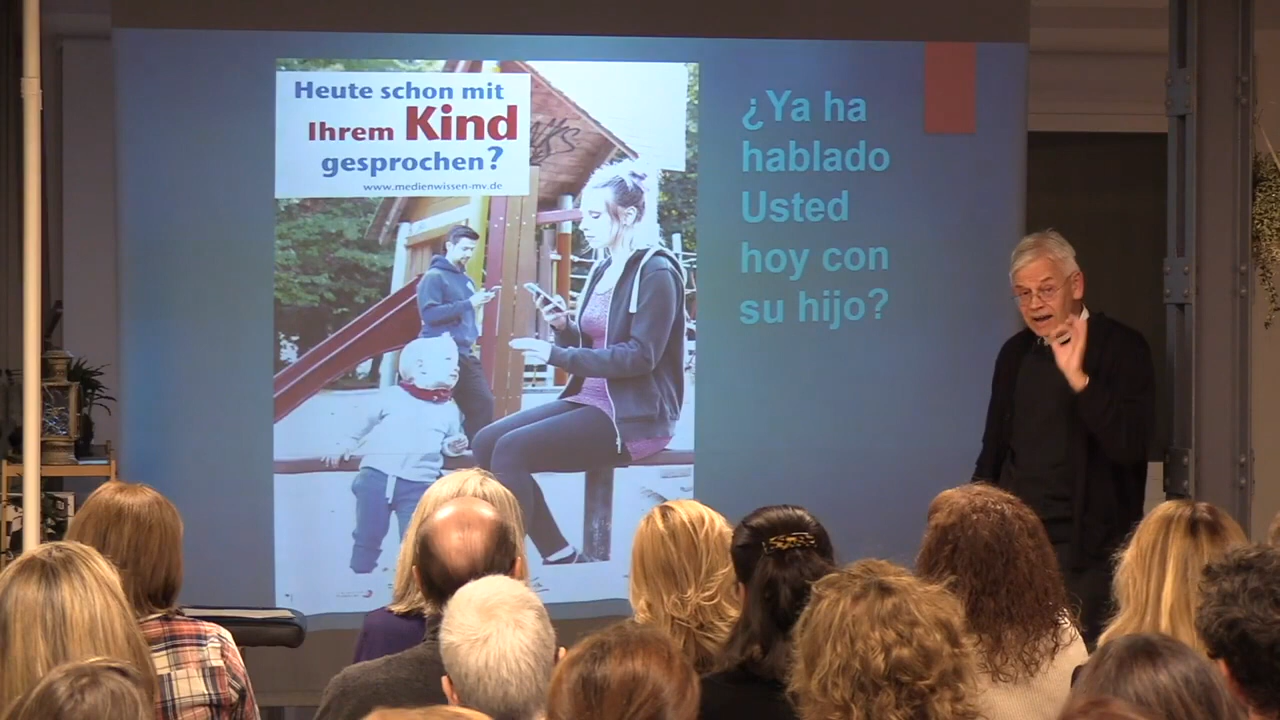 Heute schon mit
Ihrem Kind
gesprochen?
www.medienwissen-mv.de
¿Ya ha
hablado
Usted
hoy con
su hijo?